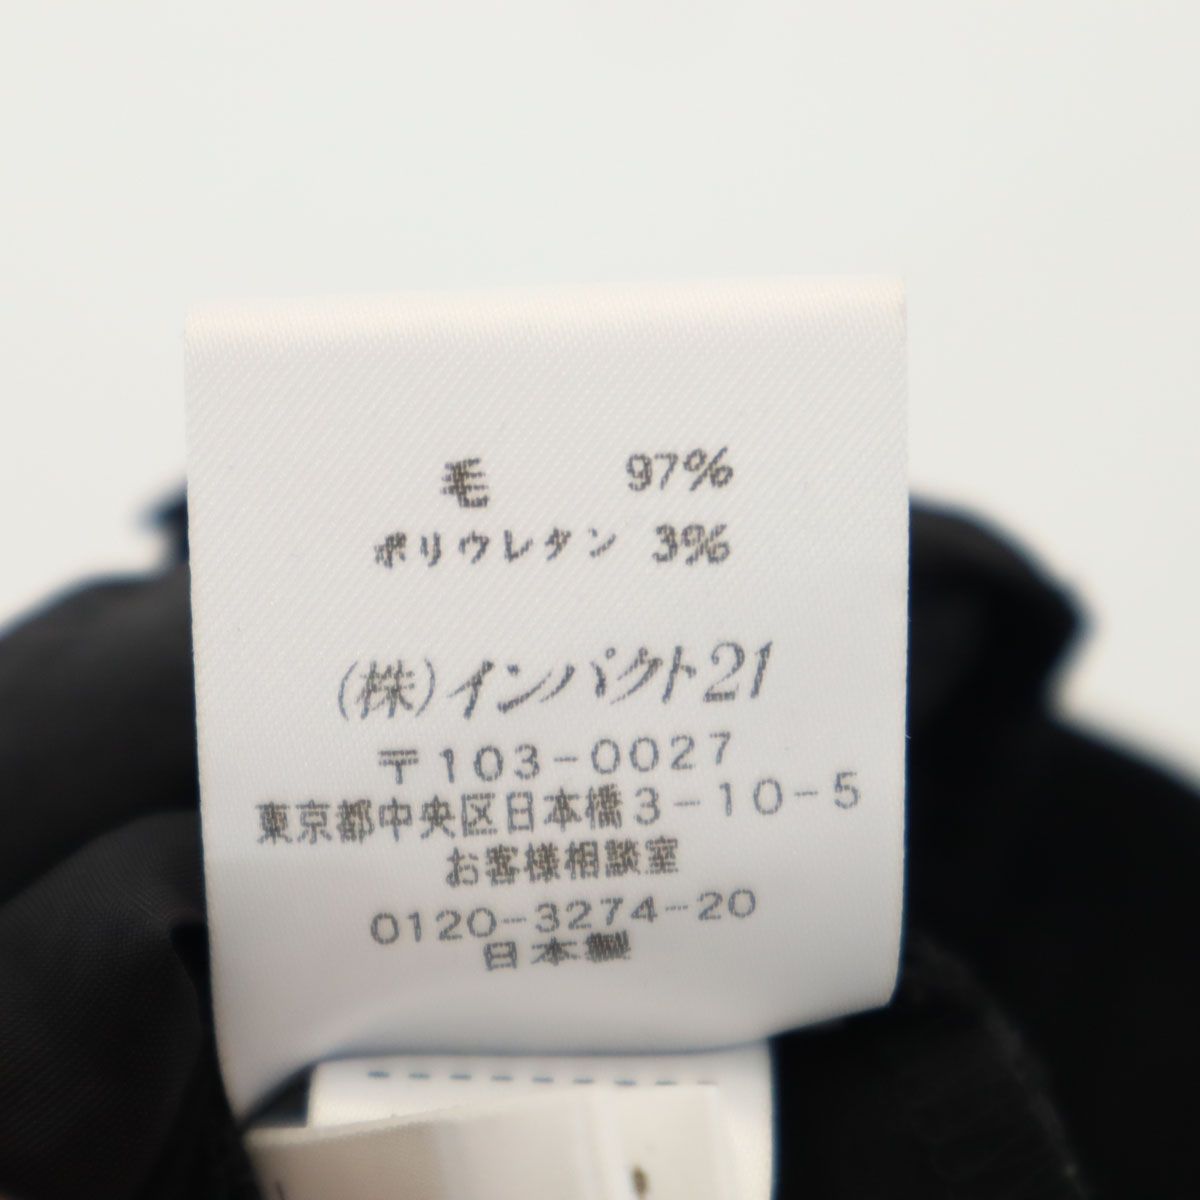 毛 97%
ポリウレタン 3%
(株)インパクト21
〒103-0027
東京都中央区日本橋3-10-5
お客様相談室
0120-3274-20
日本製